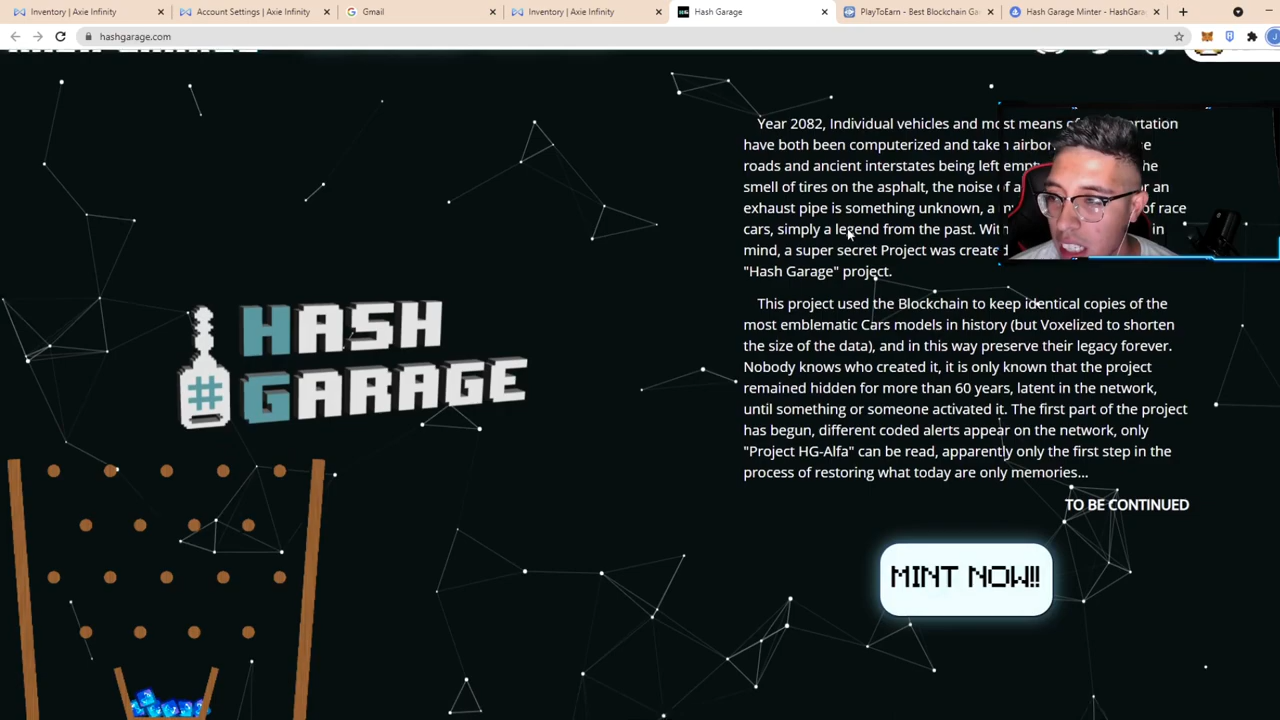 Inventory | Axie Infinity
Account Settings | Axie Infinity
Gmail
Inventory | Axie Infinity
Hash Garage
PlayToEarn - Best Blockchain Ga
Hash Garage Minter - HashGara
hashgarage.com
Year 2082, Individual vehicles and most means of
have both been computerized and taken
roads and ancient interstates being left
smell of tires on the asphalt, the noise of a
exhaust pipe is something unknown, a of race
cars, simply a legend from the past. in
mind, a super secret Project was
"Hash Garage" project.
This project used the Blockchain to keep identical copies of the
most emblematic Cars models in history (but Voxelized to shorten
the size of the data), and in this way preserve their legacy forever.
Nobody knows who created it, it is only known that the project
remained hidden for more than 60 years, latent in the network,
until something or someone activated it. The first part of the project
has begun, different coded alerts appear on the network, only
"Project HG-Alfa" can be read, apparently only the first step in the
process of restoring what today are only memories...
TO BE CONTINUED
MINT NOW!!
HASH
GARAGE
#